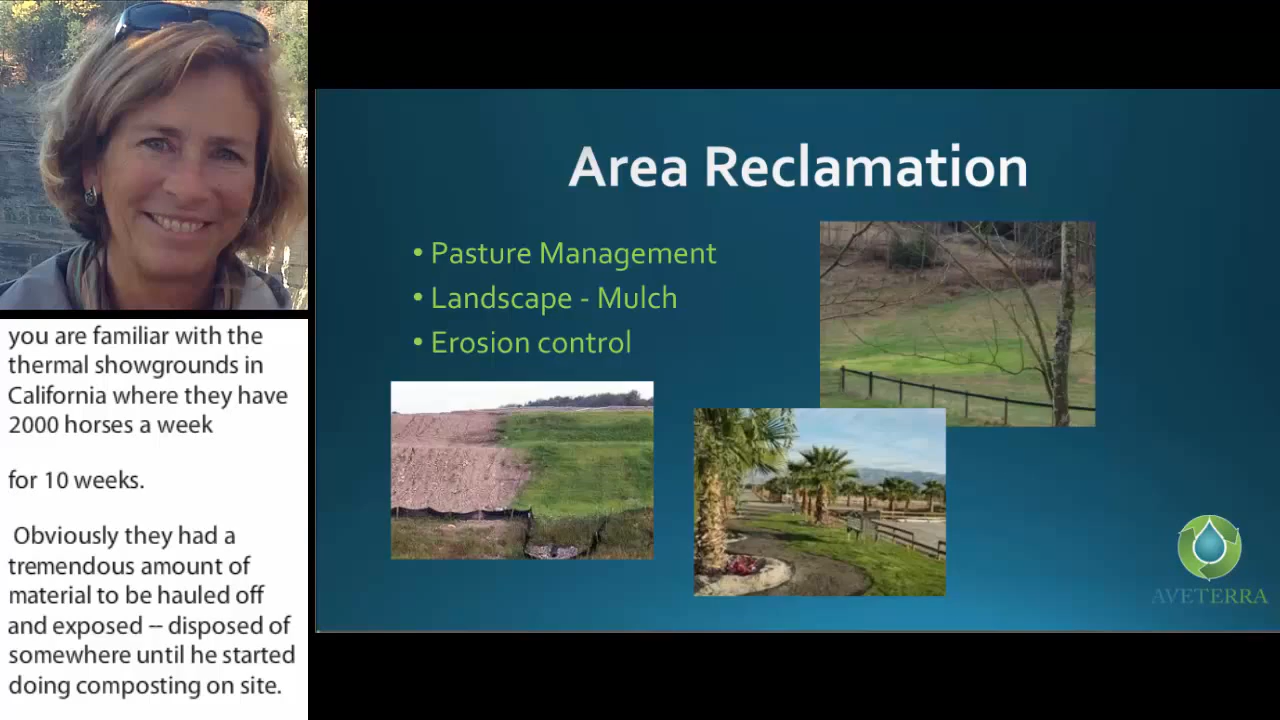 you are familiar with the
thermal showgrounds in
California where they have
2000 horses a week
for 10 weeks.
Obviously they had a
tremendous amount of
material to be hauled off
and exposed -- disposed of
somewhere until he started
doing composting on site.
Area Reclamation
• Pasture Management
• Landscape - Mulch
• Erosion control
AVETERRA